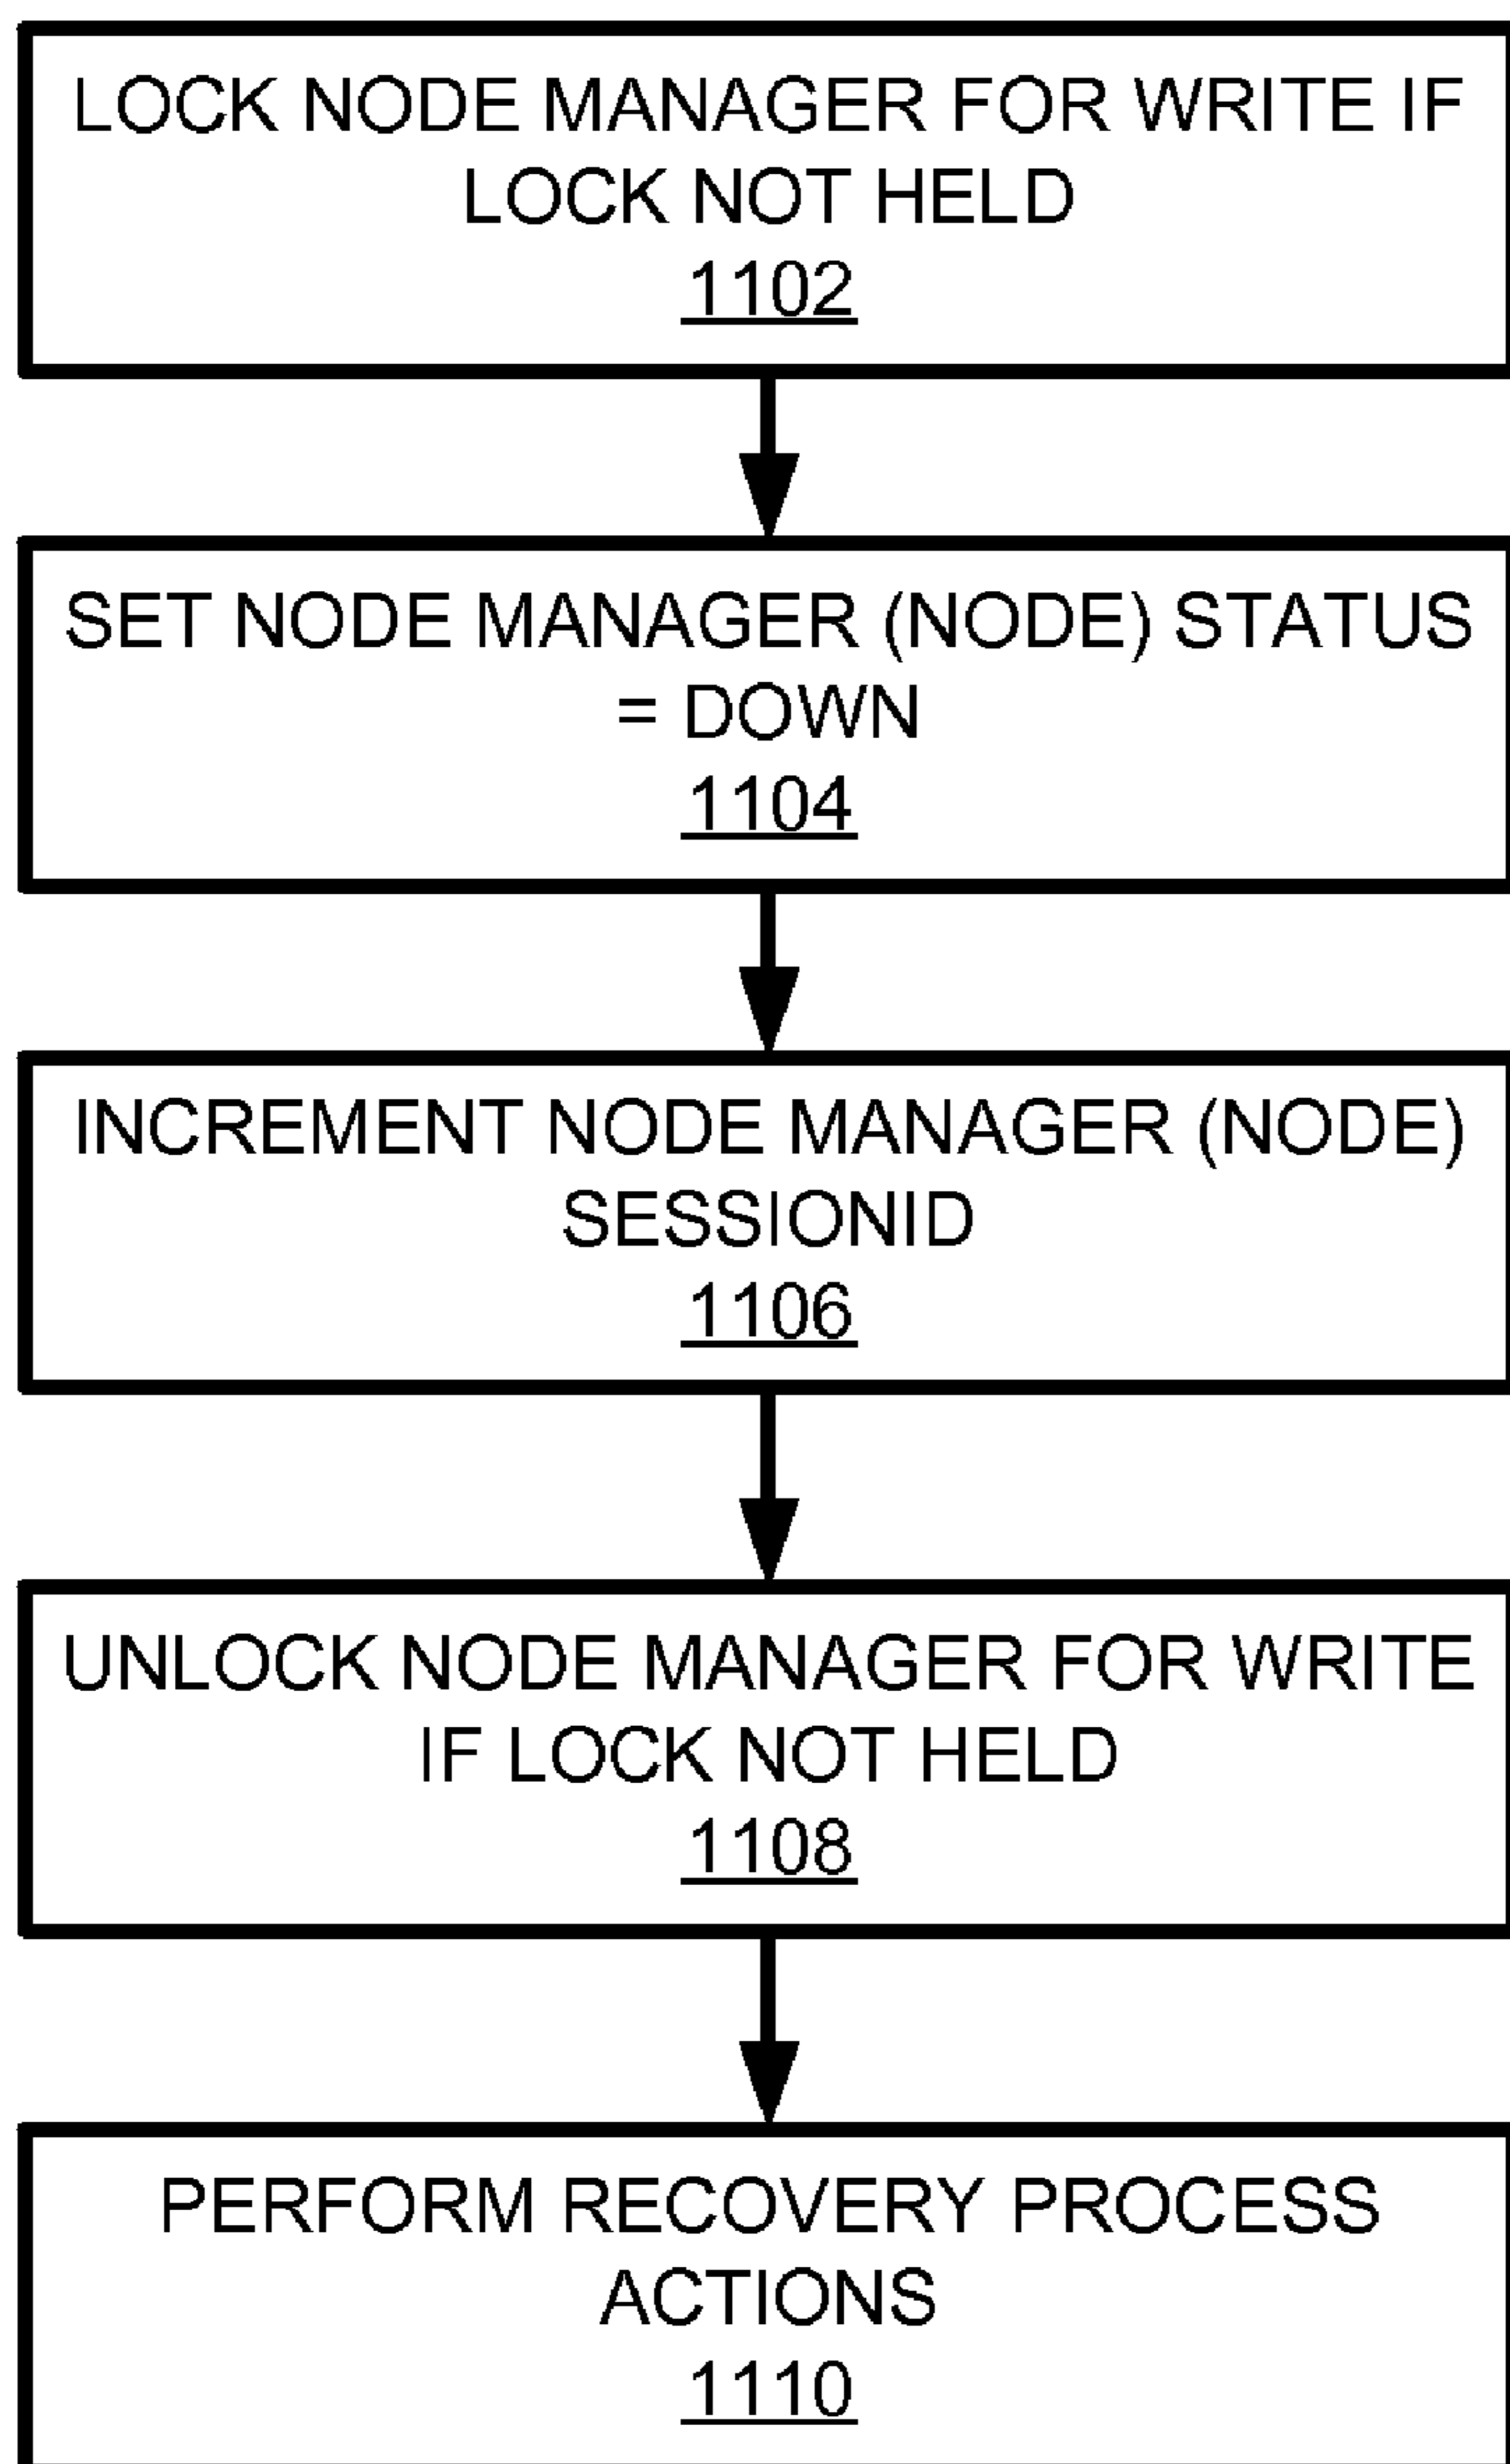 LOCK NODE MANAGER FOR WRITE IF
LOCK NOT HELD
1102
SET NODE MANAGER (NODE) STATUS
= DOWN
1104
INCREMENT NODE MANAGER (NODE)
SESSIONID
1106
UNLOCK NODE MANAGER FOR WRITE
IF LOCK NOT HELD
1108
PERFORM RECOVERY PROCESS
ACTIONS
1110